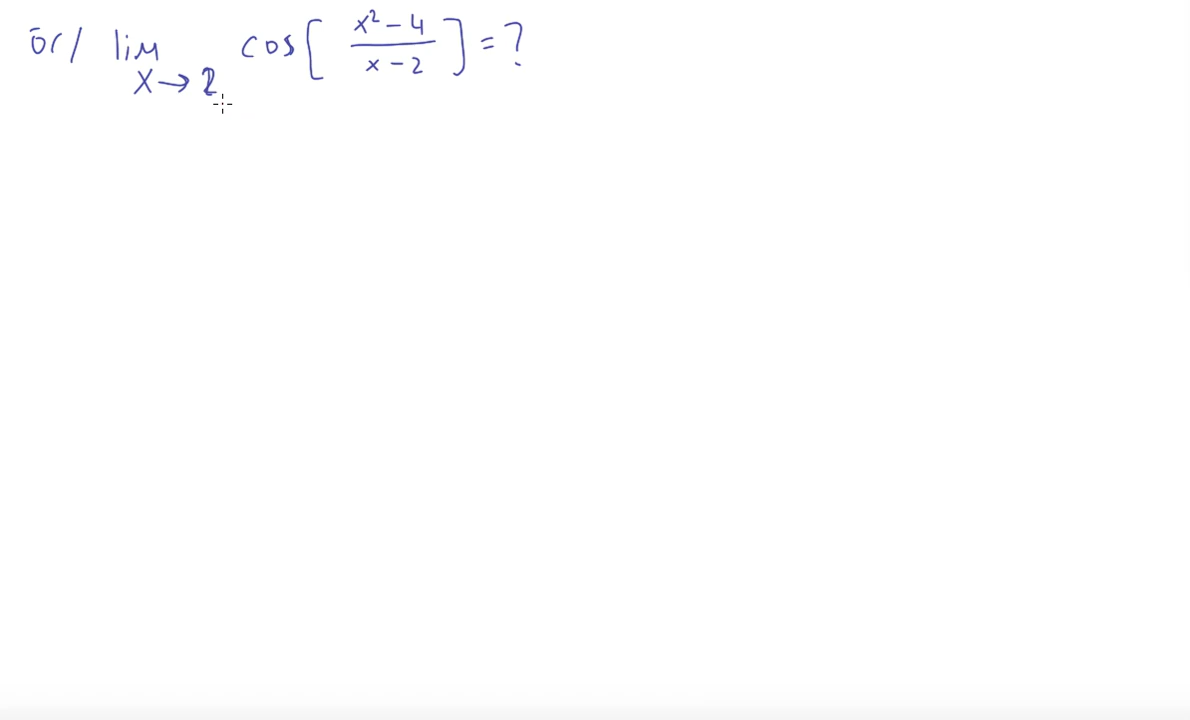 ör/ lim cos[ (x² - 4)/(x - 2) ] = ?
x→2